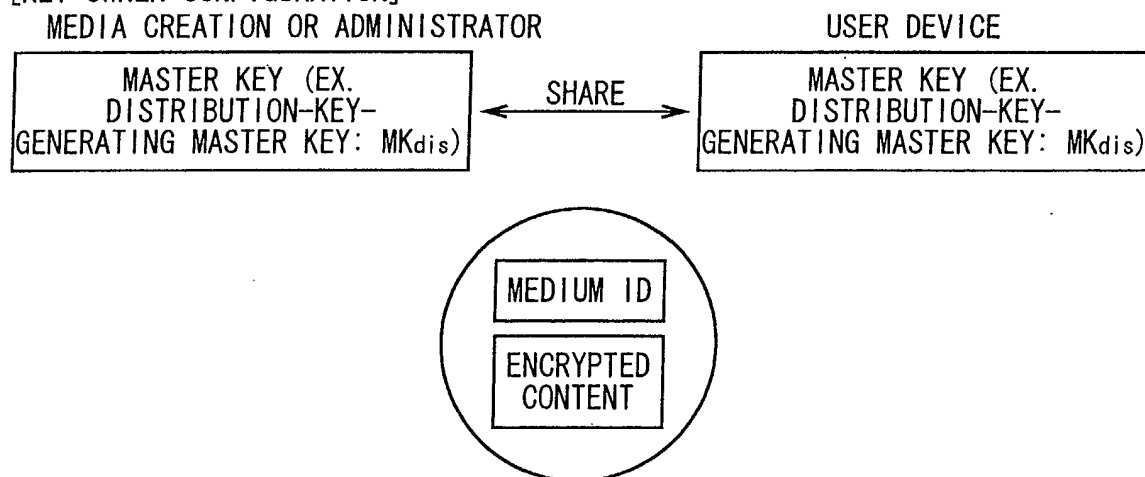 MEDIA CREATION OR ADMINISTRATOR
USER DEVICE
MASTER KEY (EX.
DISTRIBUTION-KEY-
GENERATING MASTER KEY: MKdis)
SHARE
MASTER KEY (EX.
DISTRIBUTION-KEY-
GENERATING MASTER KEY: MKdis)
MEDIUM ID
ENCRYPTED
CONTENT